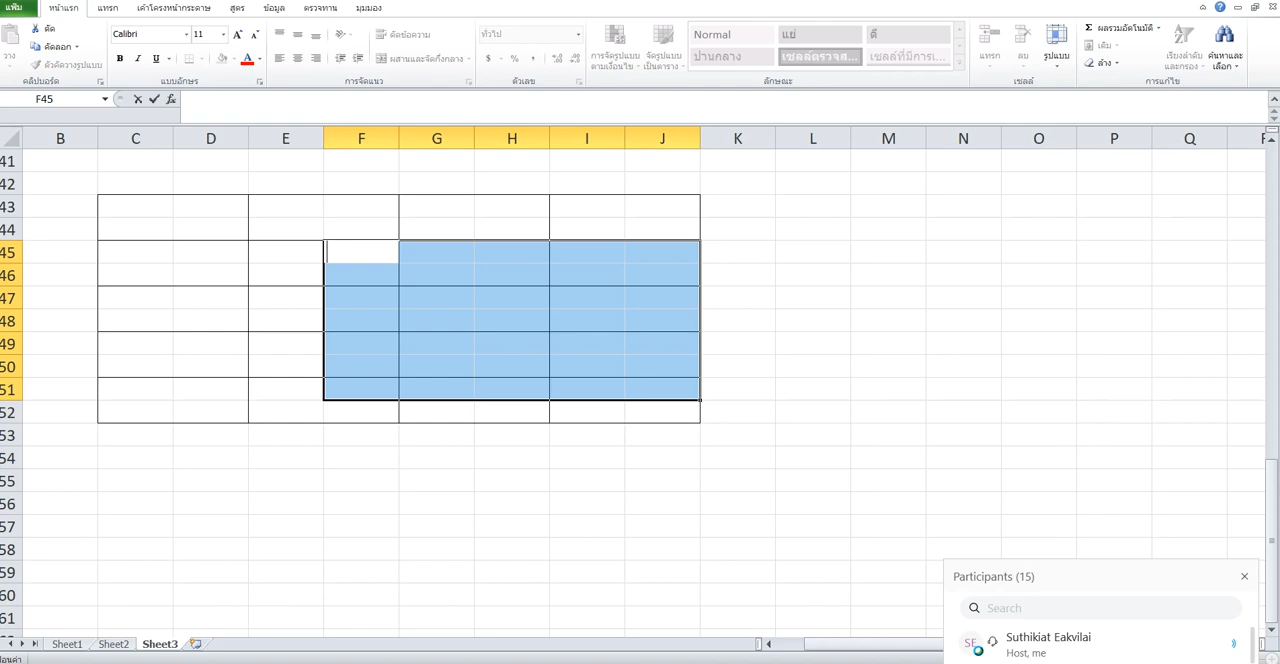 แฟ้ม หน้าแรก แทรก เค้าโครงหน้ากระดาษ สูตร ข้อมูล ตรวจทาน มุมมอง
วาง ตัด คัดลอก ตัวคัดวางรูปแบบ คลิปบอร์ด
Calibri 11 A A B I U A แบบอักษร
ตัดข้อความ ผสานและจัดกึ่งกลาง การจัดแนว
ทั่วไป $ % , ตัวเลข
การจัดรูปแบบ ตามเงื่อนไข จัดรูปแบบ เป็นตาราง
Normal แย่ ดี
ปานกลาง เซลล์ตรวจส... เซลล์ที่มีการเ...
ลักษณะ
แทรก ลบ รูปแบบ เซลล์
Σ ผลรวมอัตโนมัติ เติม ล้าง เรียงลำดับ และกรอง ค้นหาและ เลือก การแก้ไข
F45 fx
B C D E F G H I J K L M N O P Q
41
42
43
44
45
46
47
48
49
50
51
52
53
54
55
56
57
58
59
60
61
Participants (15)
Search
SE Suthikiat Eakvilai
Host, me
Sheet1 Sheet2 Sheet3